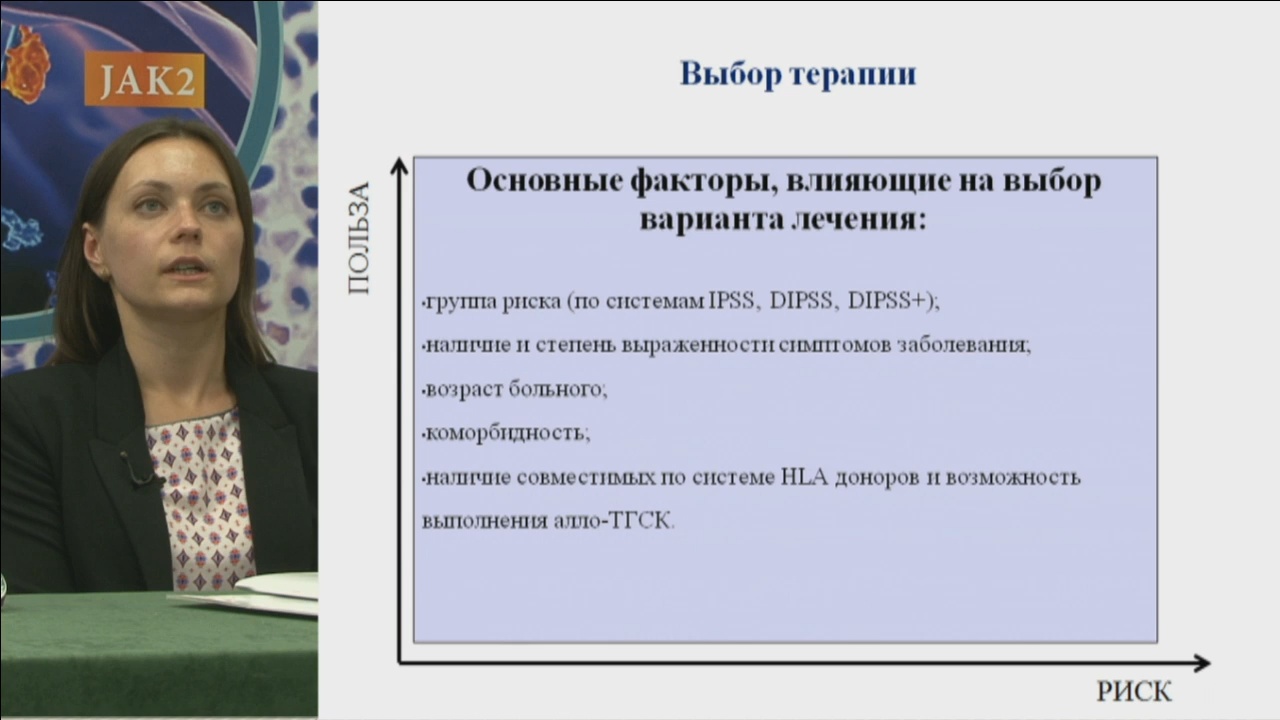 JAK2
Выбор терапии
ПОЛЬЗА
Основные факторы, влияющие на выбор
варианта лечения:
·группа риска (по системам IPSS, DIPSS, DIPSS+);
·наличие и степень выраженности симптомов заболевания;
·возраст больного;
·коморбидность;
·наличие совместимых по системе HLA доноров и возможность
выполнения алло-ТГСК.
РИСК